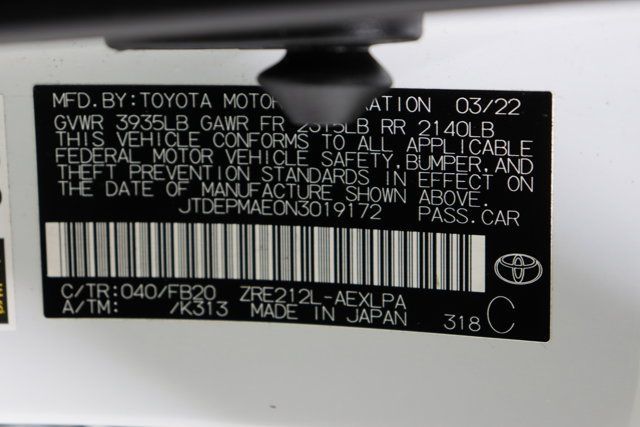 MFD.BY:TOYOTA MOTOR RATION 03/22
GVWR 3935LB GAWR FR 2315LB RR 2140LB
THIS VEHICLE CONFORMS TO ALL APPLICABLE
FEDERAL MOTOR VEHICLE SAFETY, BUMPER, AND
THEFT PREVENTION STANDARDS IN EFFECT ON
THE DATE OF MANUFACTURE SHOWN ABOVE.
JTDEPMAE0N3019172 PASS.CAR
C/TR:040/FB20 ZRE212L-AEXLPA
A/TM: /K313 MADE IN JAPAN 318 C